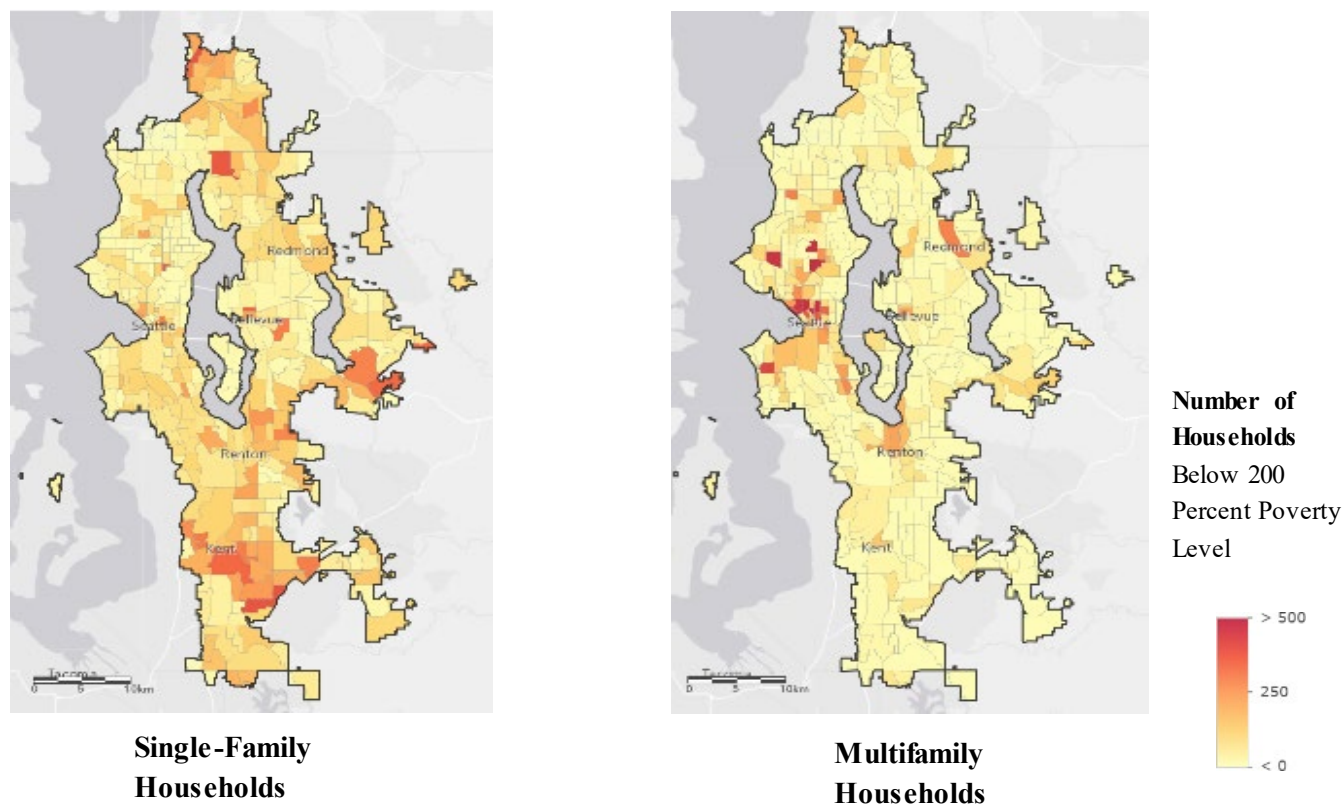 Redmond
Bellevue
Seattle
Renton
Kent
Tacoma
0 5 10km
Single-Family
Households
Redmond
Bellevue
Seattle
Renton
Kent
Tacoma
0 5 10km
Multifamily
Households
Number of
Households
Below 200
Percent Poverty
Level
> 500
250
< 0